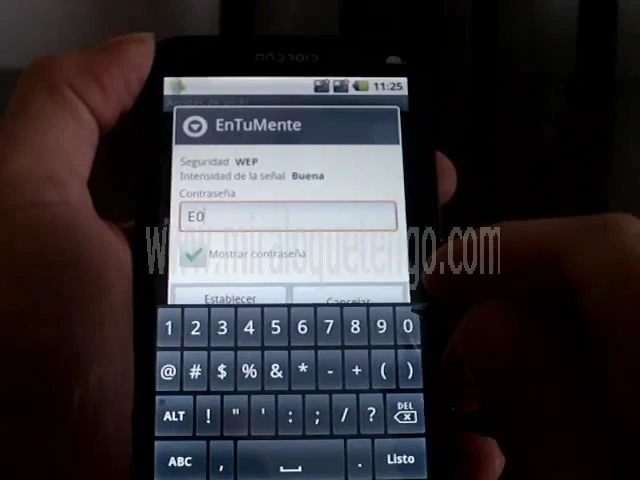 11:25
EnTuMente
Seguridad WEP
Intensidad de la señal Buena
Contraseña
E0
Mostrar contraseña
www.miraloquetengo.com
Establecer Cancelar
1 2 3 4 5 6 7 8 9 0
@ # $ % & * - + ( )
ALT ! " ' : ; / ? DEL
ABC , . Listo